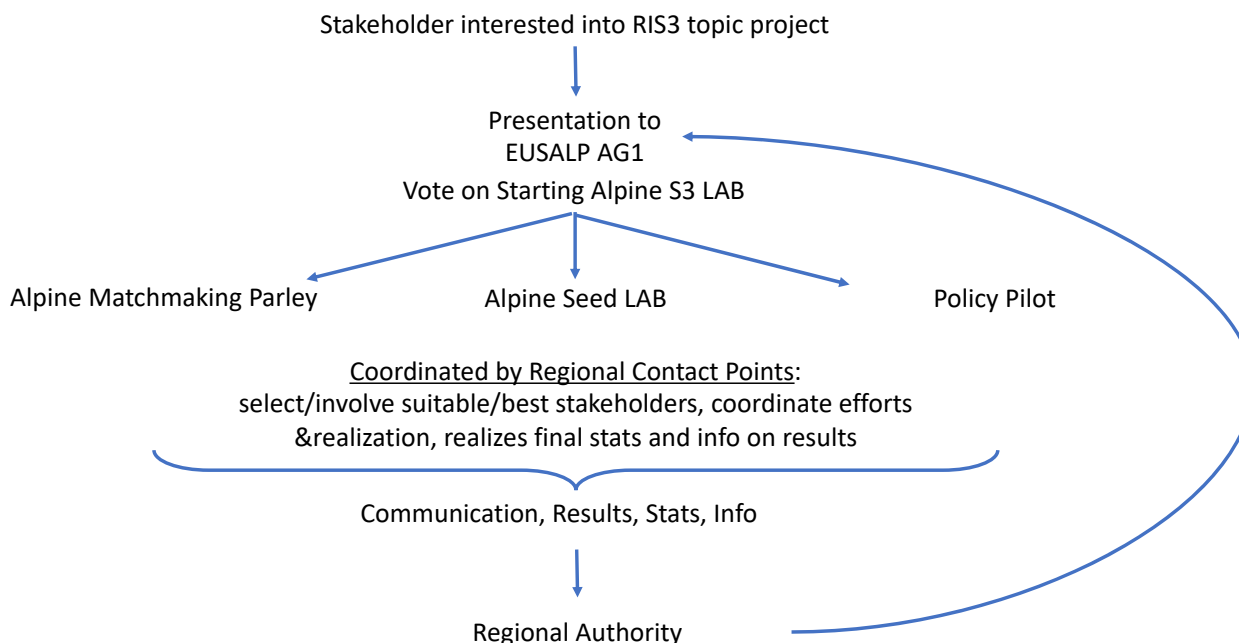 Stakeholder interested into RIS3 topic project
Presentation to
EUSALP AG1
Vote on Starting Alpine S3 LAB
Alpine Matchmaking Parley
Alpine Seed LAB
Policy Pilot
Coordinated by Regional Contact Points:
select/involve suitable/best stakeholders, coordinate efforts
&realization, realizes final stats and info on results
Communication, Results, Stats, Info
Regional Authority